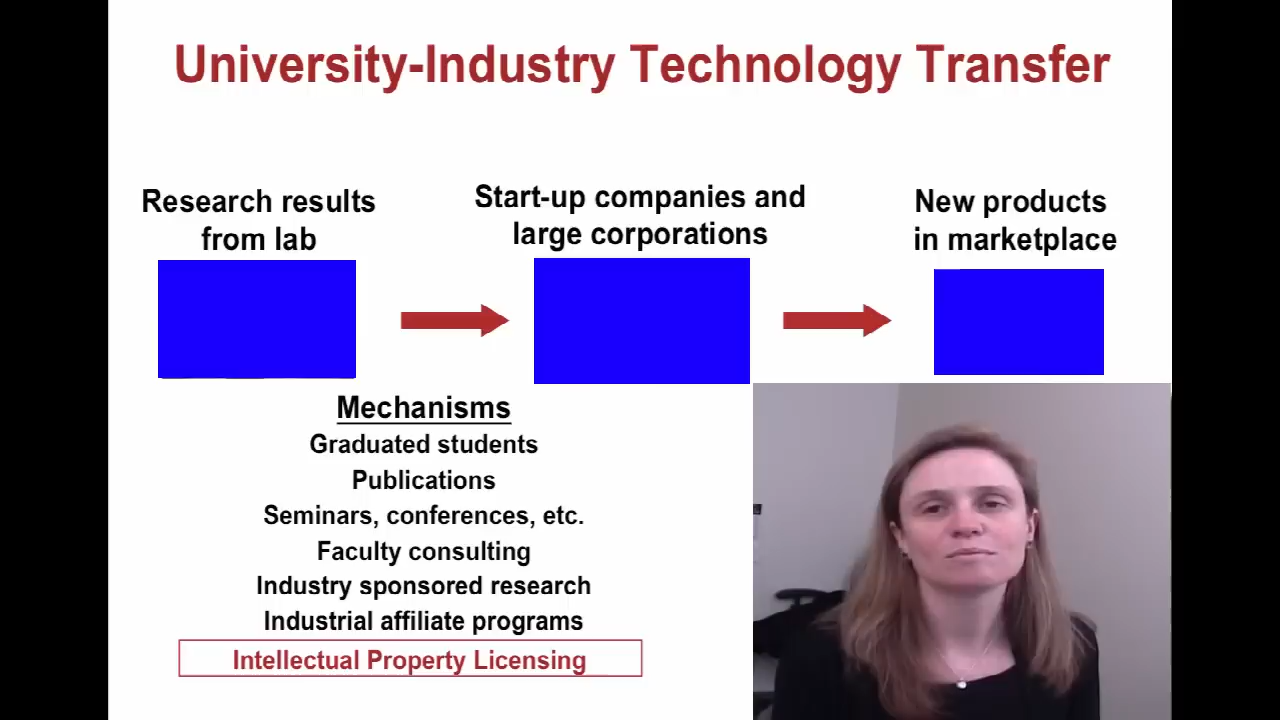 University-Industry Technology Transfer
Research results
from lab
Start-up companies and
large corporations
New products
in marketplace
Mechanisms
Graduated students
Publications
Seminars, conferences, etc.
Faculty consulting
Industry sponsored research
Industrial affiliate programs
Intellectual Property Licensing